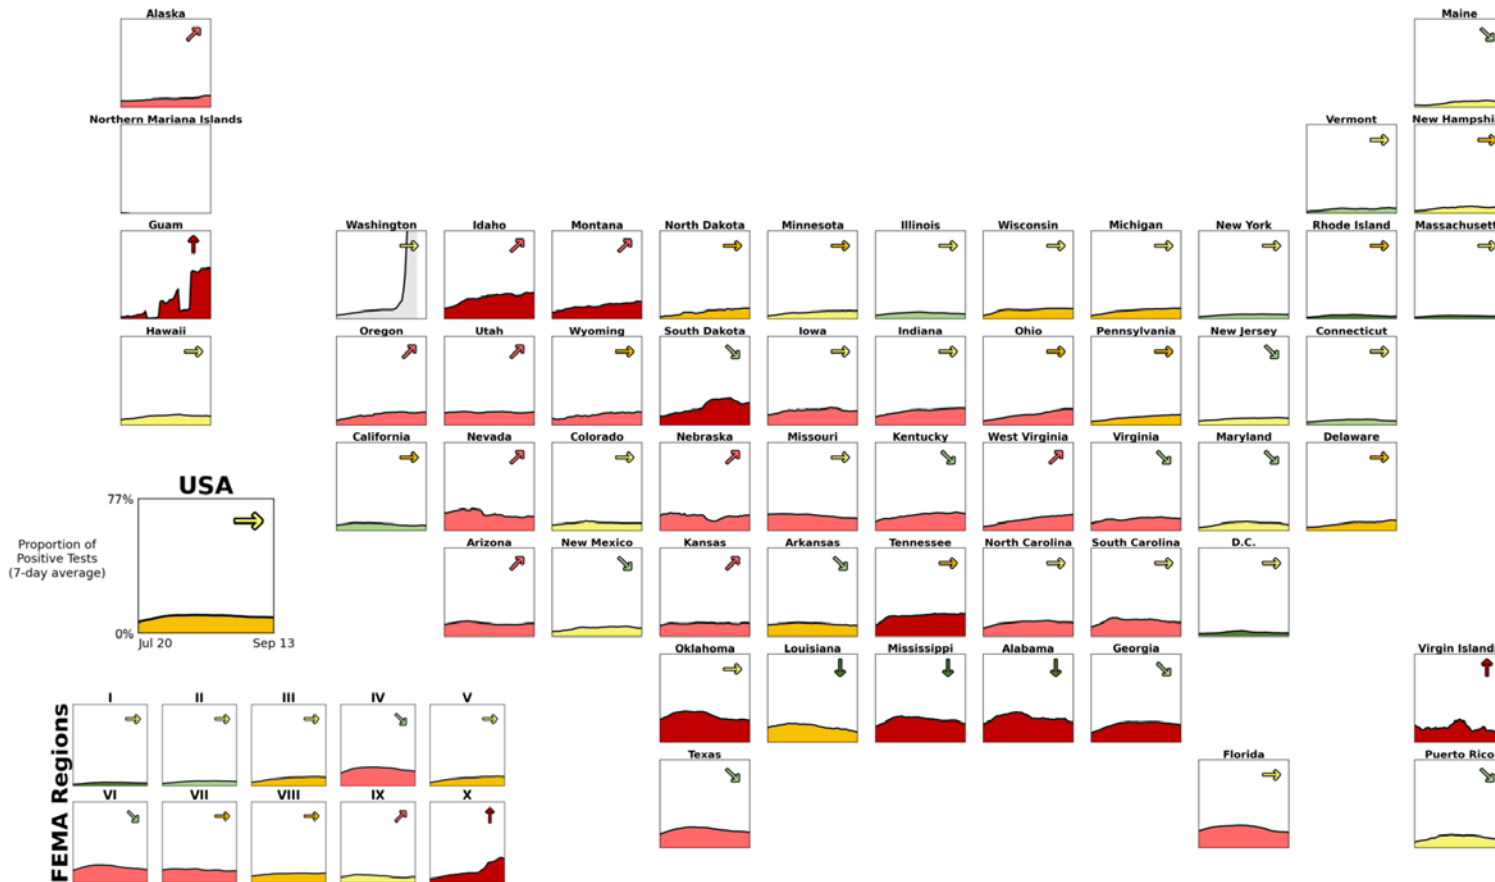 Alaska
Maine
Northern Mariana Islands
Vermont
New Hampshi
Guam
Washington
Idaho
Montana
North Dakota
Minnesota
Illinois
Wisconsin
Michigan
New York
Rhode Island
Massachusett
Hawaii
Oregon
Utah
Wyoming
South Dakota
Iowa
Indiana
Ohio
Pennsylvania
New Jersey
Connecticut
California
Nevada
Colorado
Nebraska
Missouri
Kentucky
West Virginia
Virginia
Maryland
Delaware
USA
77%
Proportion of
Positive Tests
(7-day average)
0%
Jul 20
Sep 13
Arizona
New Mexico
Kansas
Arkansas
Tennessee
North Carolina
South Carolina
D.C.
Oklahoma
Louisiana
Mississippi
Alabama
Georgia
Virgin Island
Texas
Florida
Puerto Rico
FEMA Regions
I
II
III
IV
V
VI
VII
VIII
IX
X